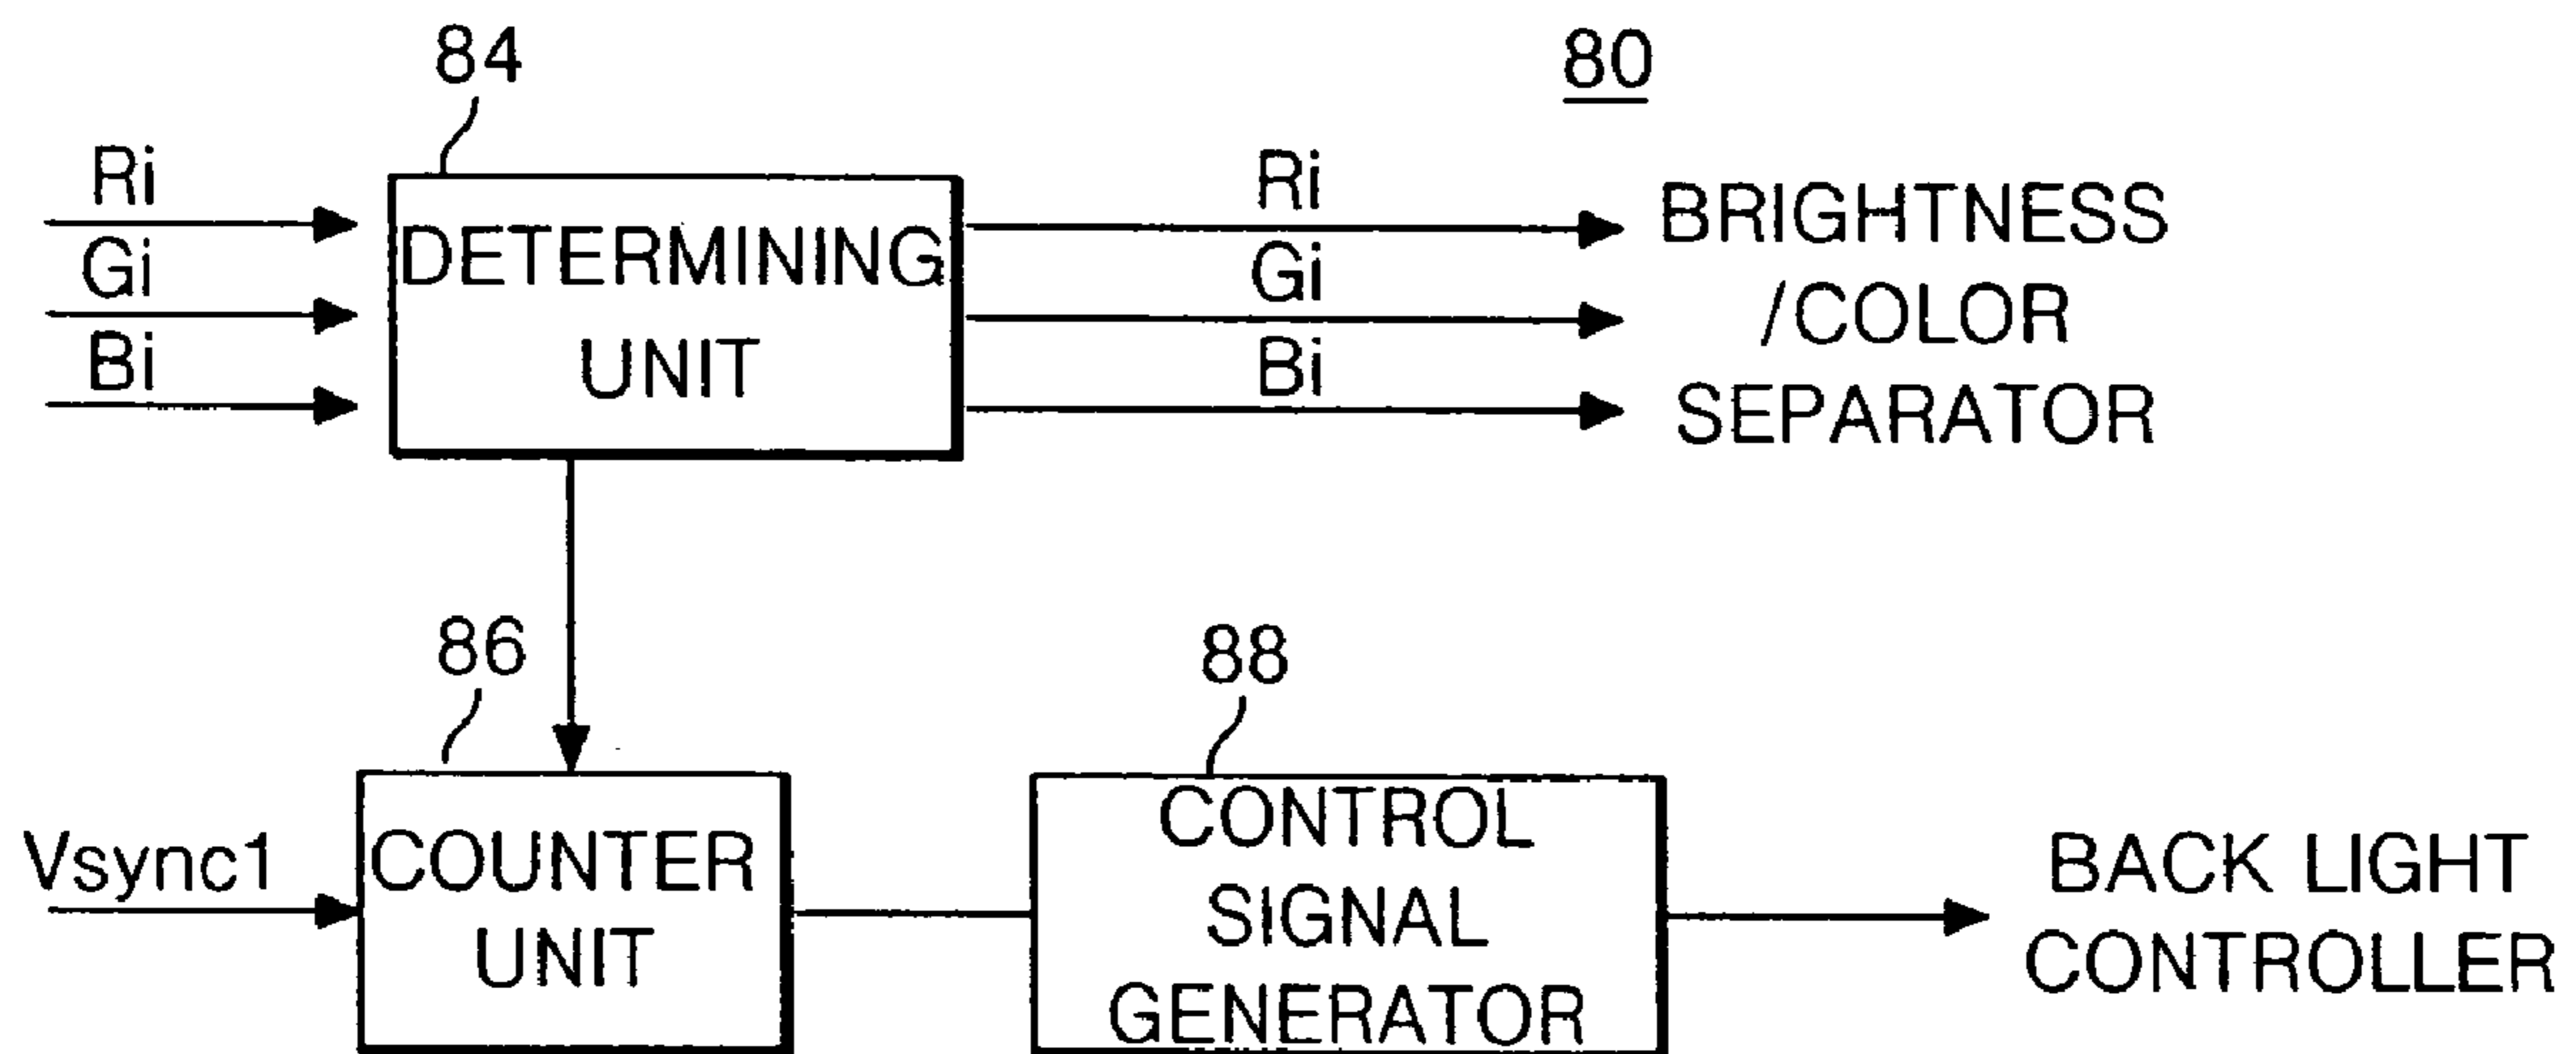 84
80
Ri
Gi
Bi
DETERMINING
UNIT
Ri
Gi
Bi
BRIGHTNESS
/COLOR
SEPARATOR
86
88
Vsync1
COUNTER
UNIT
CONTROL
SIGNAL
GENERATOR
BACK LIGHT
CONTROLLER